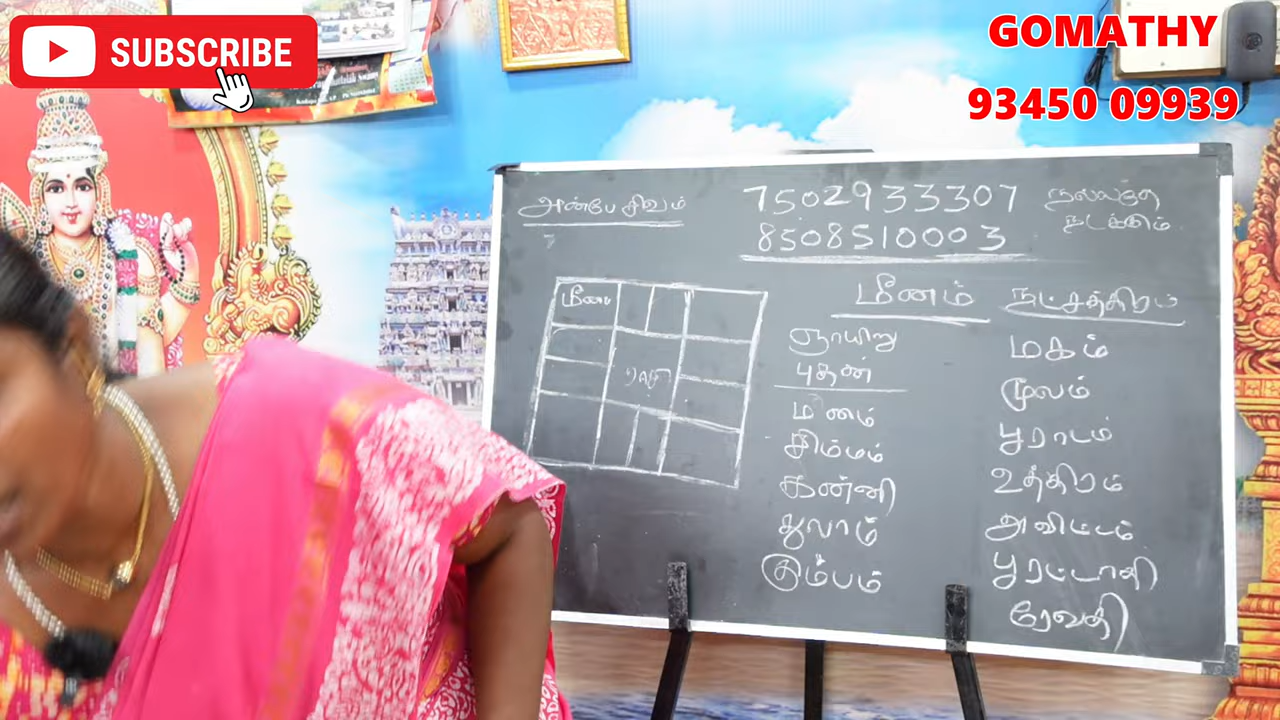 SUBSCRIBE
GOMATHY
93450 09939
அன்பே சிவம்
7502933307
8508510003
நல்லதே
நடக்கும்
மீனம் நட்சத்திரம்
ஞாயிறு
புதன்
சிம்மம்
கன்னி
துலாம்
கும்பம்
மகம்
மூலம்
பூராடம்
உத்திரம்
அவிட்டம்
பூரட்டாதி
ரேவதி
மீனம்
ராசி